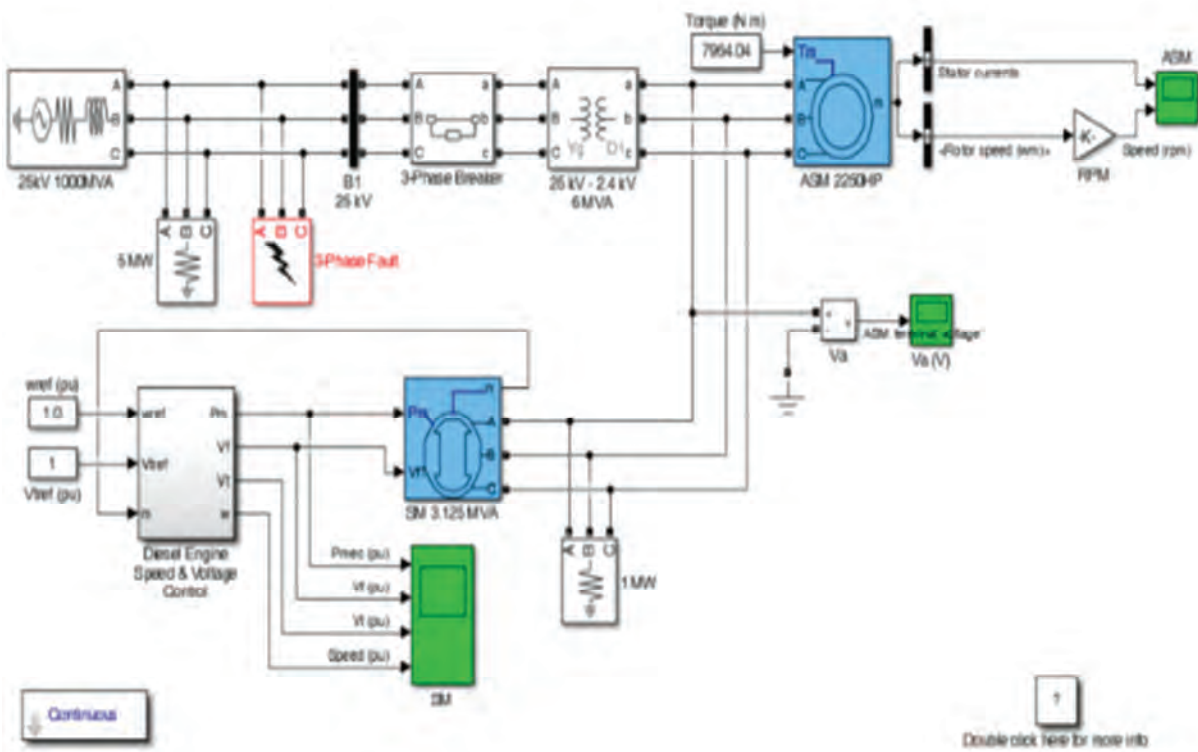 Torque (N m)
7964.04
Tm
A
B
C
m
ASM 2250HP
Stator currents
<Rotor speed (wm)>
-K-
RPM
Speed (rpm)
ASM
A
B
C
25kV 1000MVA
B1
25 kV
A
B
C
a
b
c
3-Phase Breaker
A
B
C
Yg
D1
a
b
c
25 kV - 2.4 kV
6 MVA
A B C
5 MW
A B C
3-Phase Fault
+
-
v
Va
ASM terminal voltage
Va (V)
wref (pu)
1.0
1
Vtref (pu)
wref
Vtref
m
Pm
Vf
Vt
w
Diesel Engine
Speed & Voltage
Control
Pm
Vf
m
A
B
C
SM 3.125 MVA
A B C
1 MW
Pmec (pu)
Vf (pu)
Vt (pu)
Speed (pu)
SM
Continuous
?
Double click here for more info